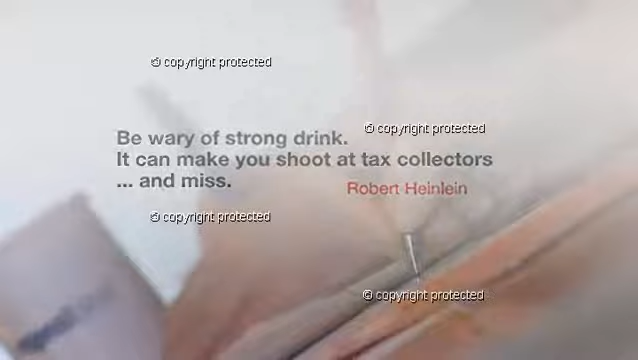 © copyright protected
© copyright protected
Be wary of strong drink.
It can make you shoot at tax collectors
... and miss.
Robert Heinlein
© copyright protected
© copyright protected